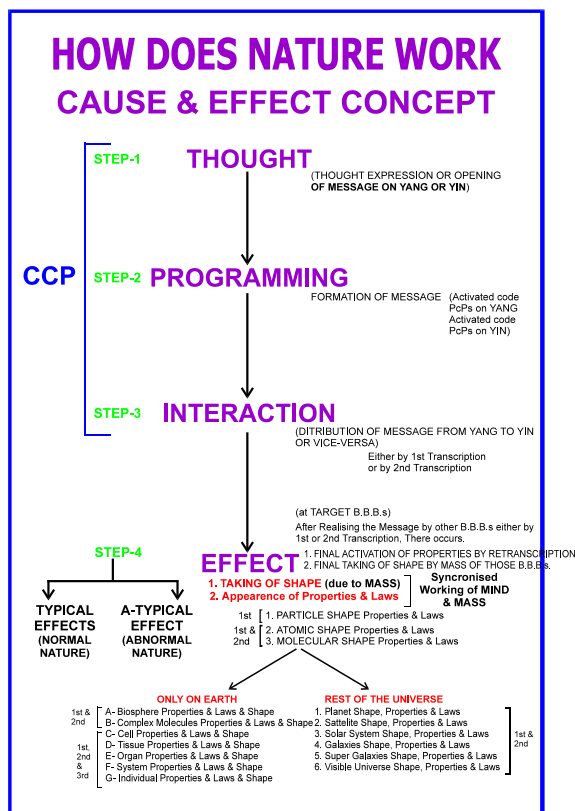 HOW DOES NATURE WORK
CAUSE & EFFECT CONCEPT
STEP-1
THOUGHT
(THOUGHT EXPRESSION OR OPENING
OF MESSAGE ON YANG OR YIN)
CCP
STEP-2
PROGRAMMING
FORMATION OF MESSAGE (Activated code
PcPs on YANG
Activated code
PcPs on YIN)
STEP-3
INTERACTION
(DITRIBUTION OF MESSAGE FROM YANG TO YIN
OR VICE-VERSA)
Either by 1st Transcription
or by 2nd Transcription
(at TARGET B.B.B.s)
After Realising the Message by other B.B.B.s either by
1st or 2nd Transcription, There occurs.
STEP-4
EFFECT
1. FINAL ACTIVATION OF PROPERTIES BY RETRANSCRIPTION
2. FINAL TAKING OF SHAPE BY MASS OF THOSE B.B.B.s.
1. TAKING OF SHAPE (due to MASS)
2. Appearence of Properties & Laws
Syncronised
Working of MIND
& MASS
TYPICAL
EFFECTS
(NORMAL
NATURE)
A-TYPICAL
EFFECT
(ABNORMAL
NATURE)
1st
1. PARTICLE SHAPE Properties & Laws
1st &
2nd
2. ATOMIC SHAPE Properties & Laws
3. MOLECULAR SHAPE Properties & Laws
ONLY ON EARTH
1st &
2nd
A- Biosphere Properties & Laws & Shape
B- Complex Molecules Properties & Laws & Shape
1st,
2nd
&
3rd
C- Cell Properties & Laws & Shape
D- Tissue Properties & Laws & Shape
E- Organ Properties & Laws & Shape
F- System Properties & Laws & Shape
G- Individual Properties & Laws & Shape
REST OF THE UNIVERSE
1. Planet Shape, Properties & Laws
2. Sattelite Shape, Properties & Laws
3. Solar System Shape, Properties & Laws
4. Galaxies Shape, Properties & Laws
5. Super Galaxies Shape, Properties & Laws
6. Visible Universe Shape, Properties & Laws
1st &
2nd